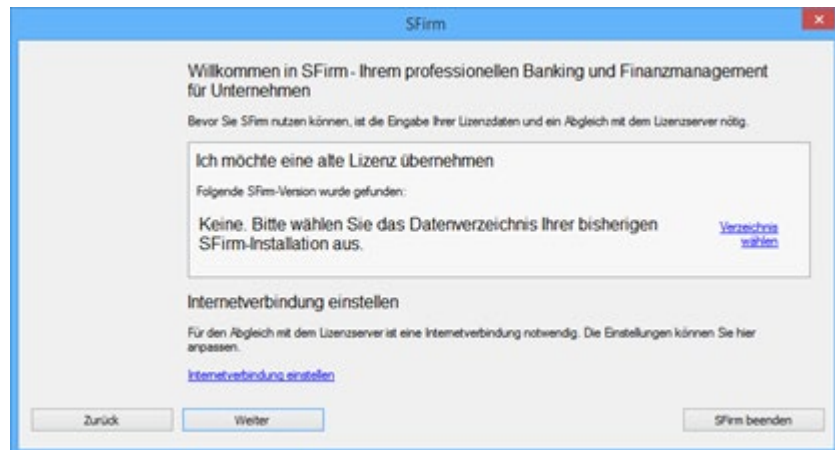 SFirm
Willkommen in SFirm - Ihrem professionellen Banking und Finanzmanagement
für Unternehmen
Bevor Sie SFirm nutzen können, ist die Eingabe Ihrer Lizenzdaten und ein Abgleich mit dem Lizenzserver nötig.
Ich möchte eine alte Lizenz übernehmen
Folgende SFirm-Version wurde gefunden:
Keine. Bitte wählen Sie das Datenverzeichnis Ihrer bisherigen
SFirm-Installation aus.
Verzeichnis
wählen
Internetverbindung einstellen
Für den Abgleich mit dem Lizenzserver ist eine Internetverbindung notwendig. Die Einstellungen können Sie hier
anpassen.
Internetverbindung einstellen
Zurück
Weiter
SFirm beenden